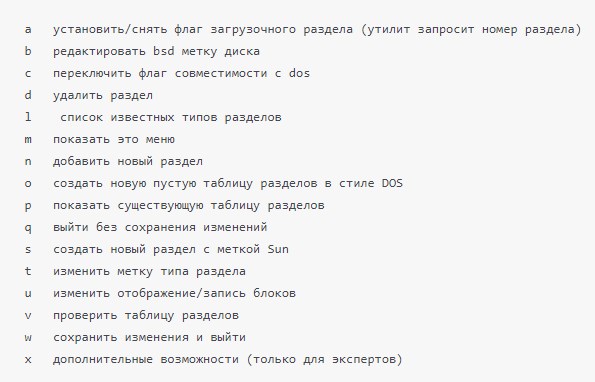 a установить/снять флаг загрузочного раздела (утилит запросит номер раздела)
b редактировать bsd метку диска
c переключить флаг совместимости с dos
d удалить раздел
l список известных типов разделов
m показать это меню
n добавить новый раздел
o создать новую пустую таблицу разделов в стиле DOS
p показать существующую таблицу разделов
q выйти без сохранения изменений
s создать новый раздел с меткой Sun
t изменить метку типа раздела
u изменить отображение/запись блоков
v проверить таблицу разделов
w сохранить изменения и выйти
x дополнительные возможности (только для экспертов)